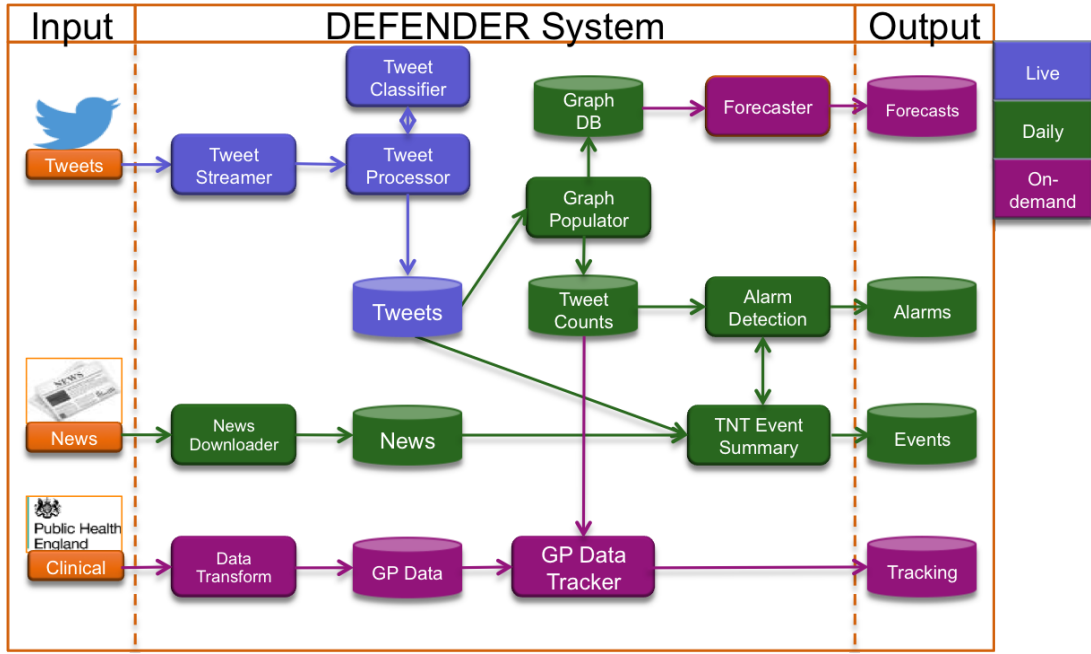 Input
DEFENDER System
Output
Live
Daily
On-
demand
Tweet
Classifier
Graph
DB
Forecaster
Forecasts
Tweets
Tweet
Streamer
Tweet
Processor
Graph
Populator
Tweets
Tweet
Counts
Alarm
Detection
Alarms
NEWS
News
News
Downloader
News
TNT Event
Summary
Events
Public Health
England
Clinical
Data
Transform
GP Data
GP Data
Tracker
Tracking